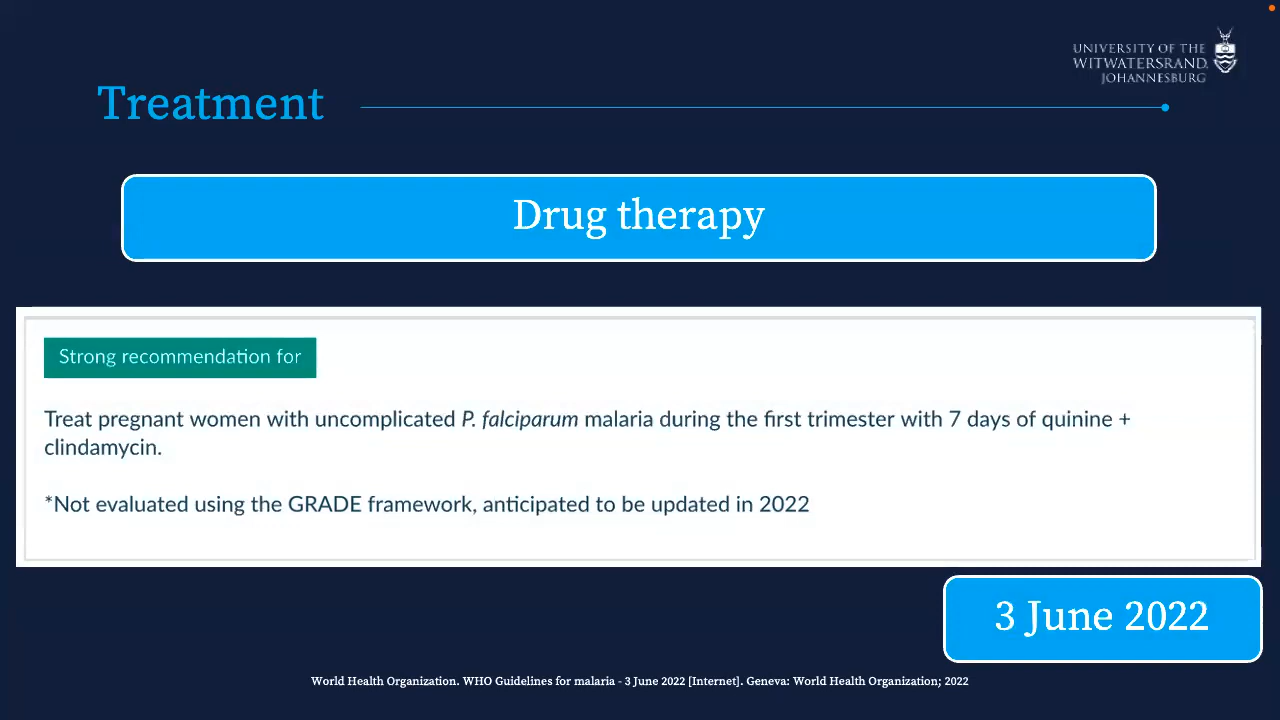 UNIVERSITY OF THE
WITWATERSRAND,
JOHANNESBURG
Treatment
Drug therapy
Strong recommendation for
Treat pregnant women with uncomplicated P. falciparum malaria during the first trimester with 7 days of quinine +
clindamycin.
*Not evaluated using the GRADE framework, anticipated to be updated in 2022
3 June 2022
World Health Organization. WHO Guidelines for malaria - 3 June 2022 [Internet]. Geneva: World Health Organization; 2022